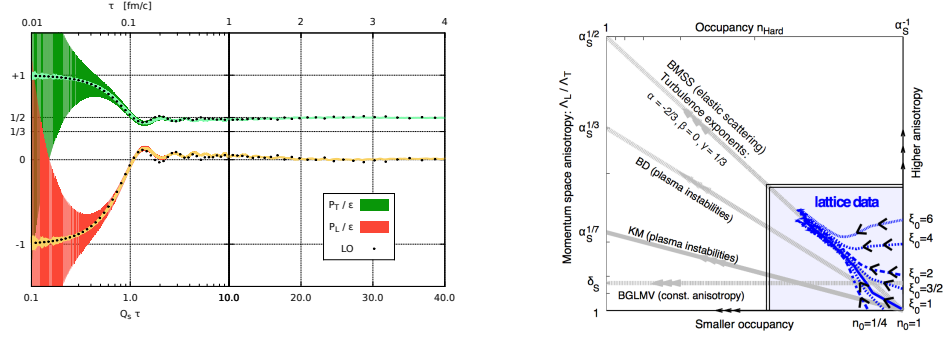 τ [fm/c]
0.01 0.1 1 2 3 4
+1
1/2
1/3
0
-1
P_T / ε
P_L / ε
LO
0.1 1.0 10.0 20.0 30.0 40.0
Q_s τ
Occupancy n_Hard
α_S^-1
α_S^1/2
α_S^1/3
α_S^1/7
δ_S
1
Momentum space anisotropy: Λ_L / Λ_T
BMSS (elastic scattering)
Turbulence exponents:
α = -2/3, β = 0, γ = 1/3
BD (plasma instabilities)
KM (plasma instabilities)
BGLMV (const. anisotropy)
lattice data
Higher anisotropy
ξ_0=6
ξ_0=4
ξ_0=2
ξ_0=3/2
ξ_0=1
1
Smaller occupancy
n_0=1/4 n_0=1